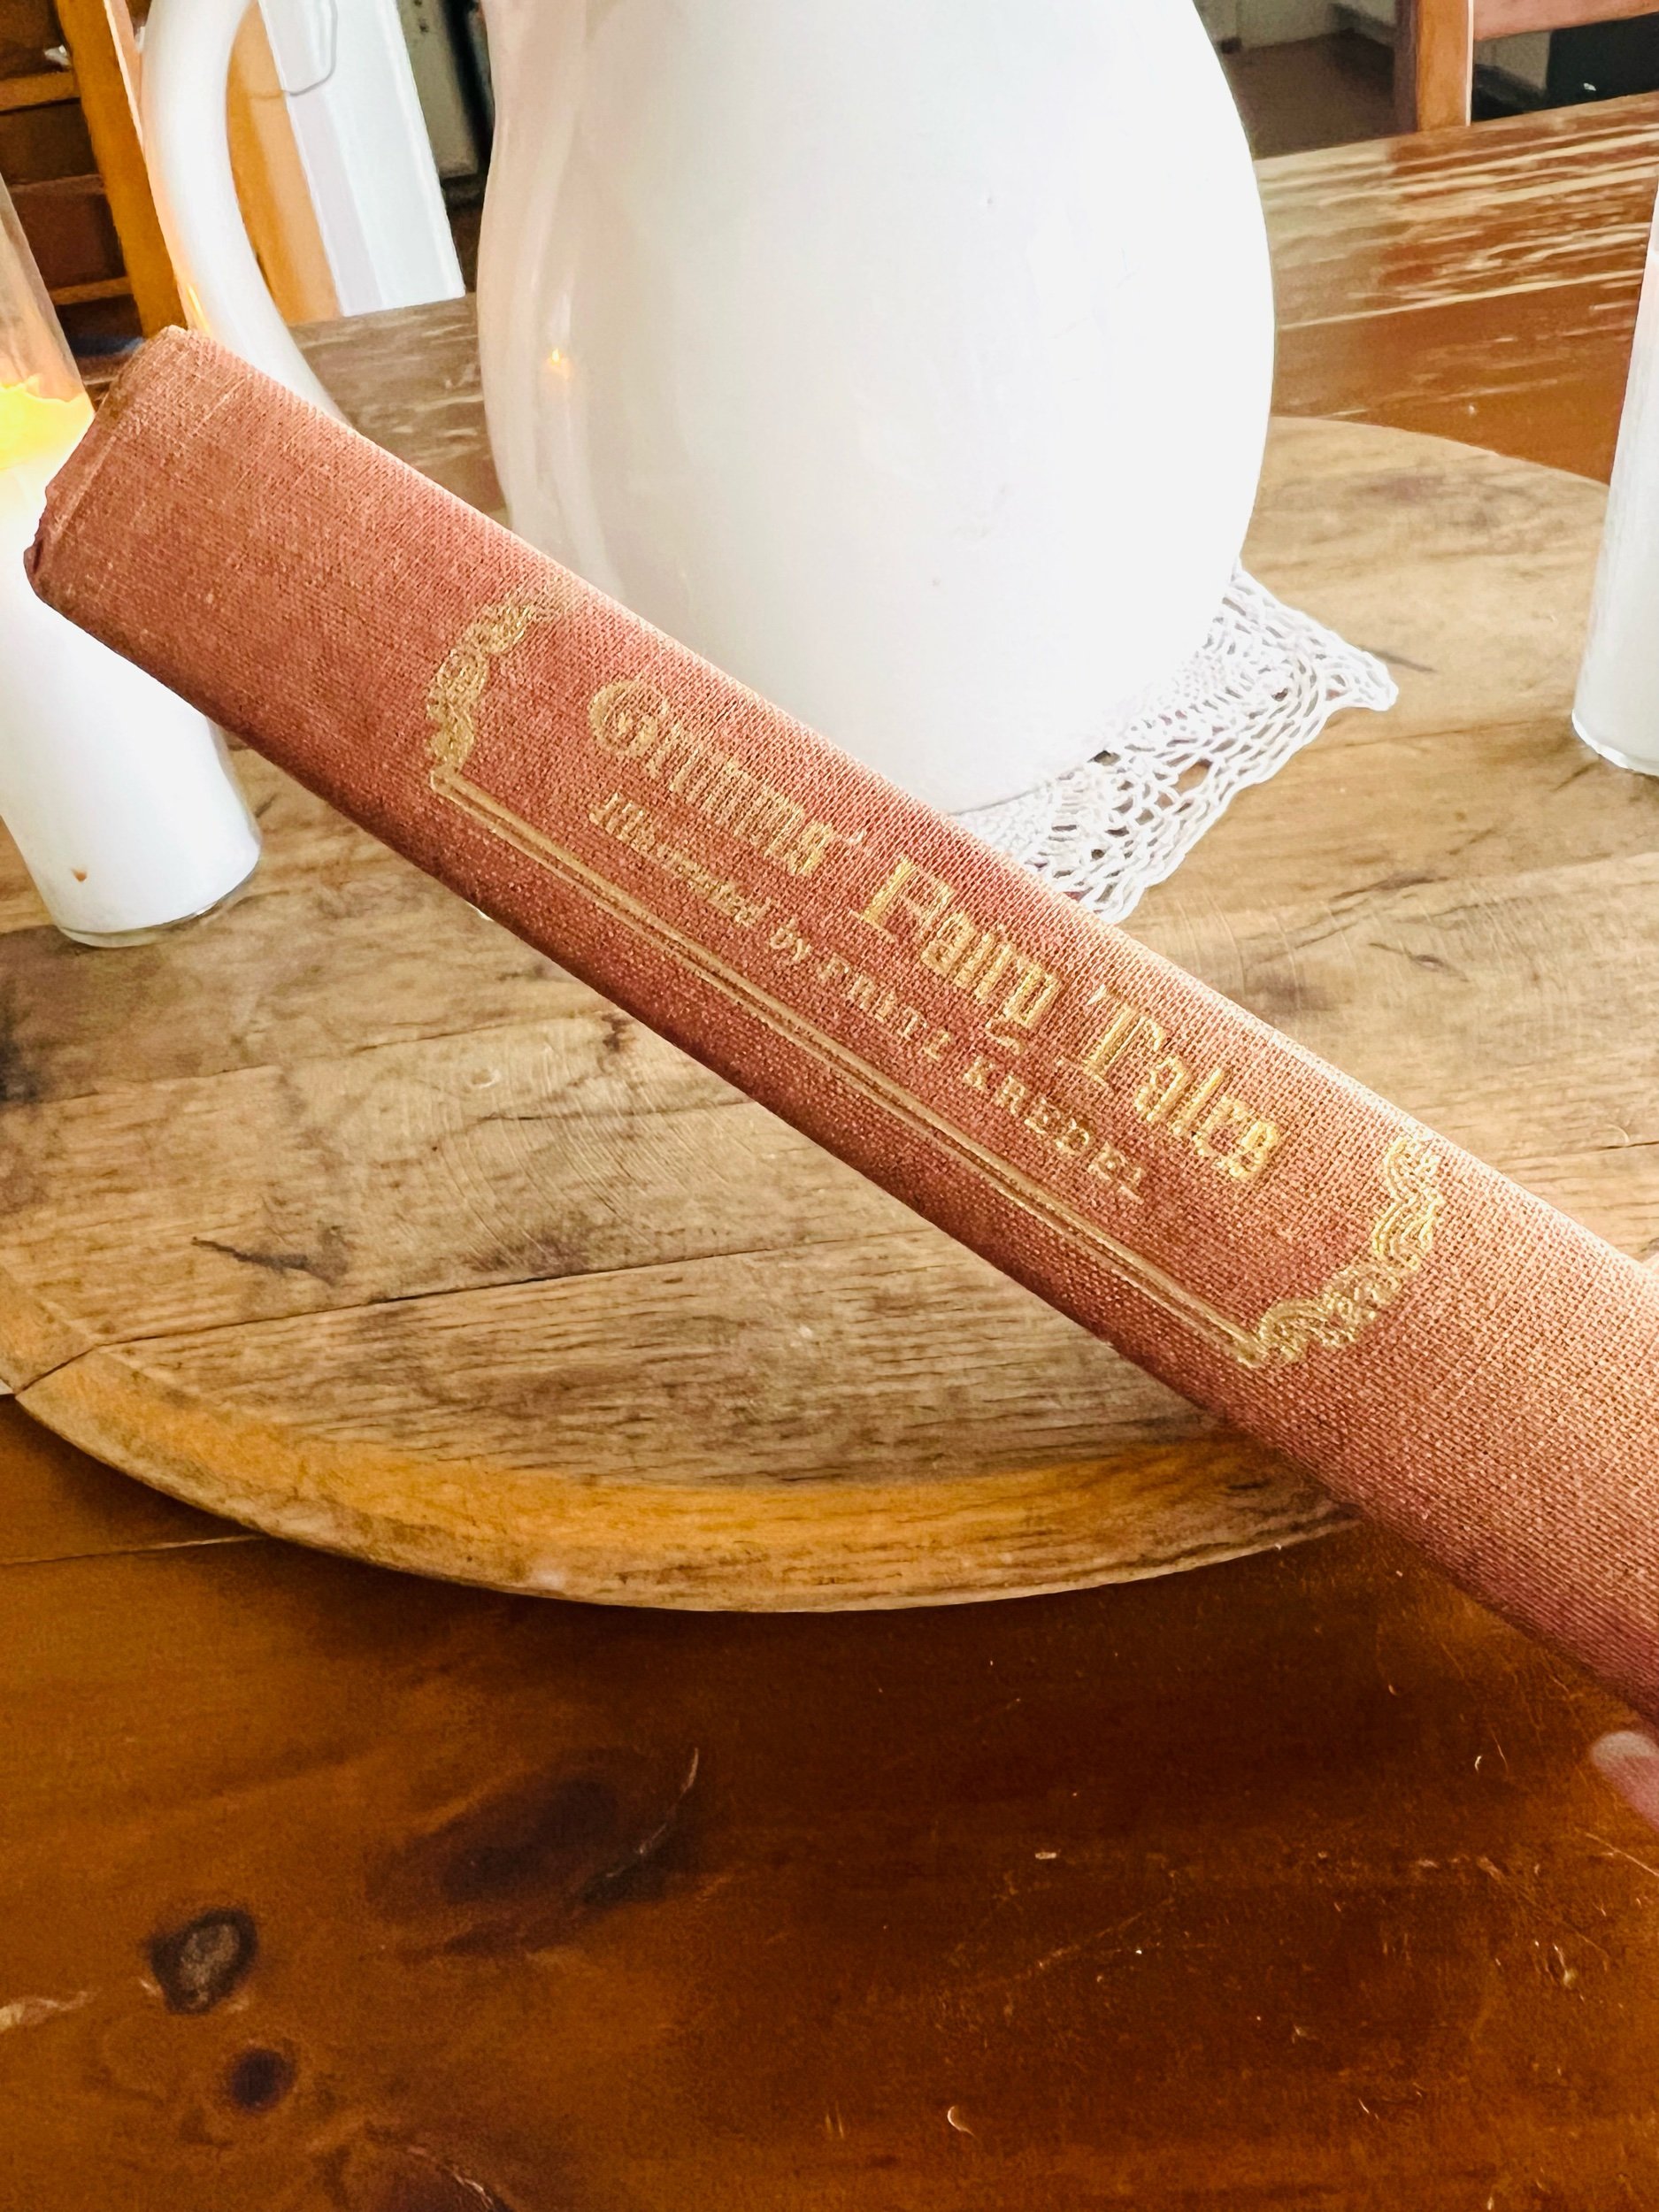 Grimms' Fairy Tales
Illustrated by FRITZ KREDEL